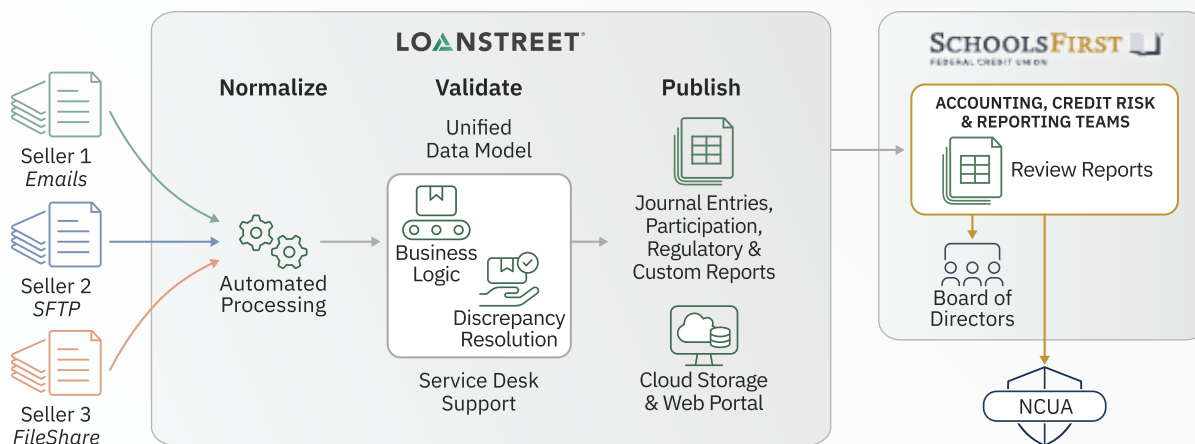 LOANSTREET
Normalize
Validate
Publish
Seller 1
Emails
Seller 2
SFTP
Seller 3
FileShare
Automated
Processing
Unified
Data Model
Business
Logic
Discrepancy
Resolution
Service Desk
Support
Journal Entries,
Participation,
Regulatory &
Custom Reports
Cloud Storage
& Web Portal
SCHOOLSFIRST
FEDERAL CREDIT UNION
ACCOUNTING, CREDIT RISK
& REPORTING TEAMS
Review Reports
Board of
Directors
NCUA